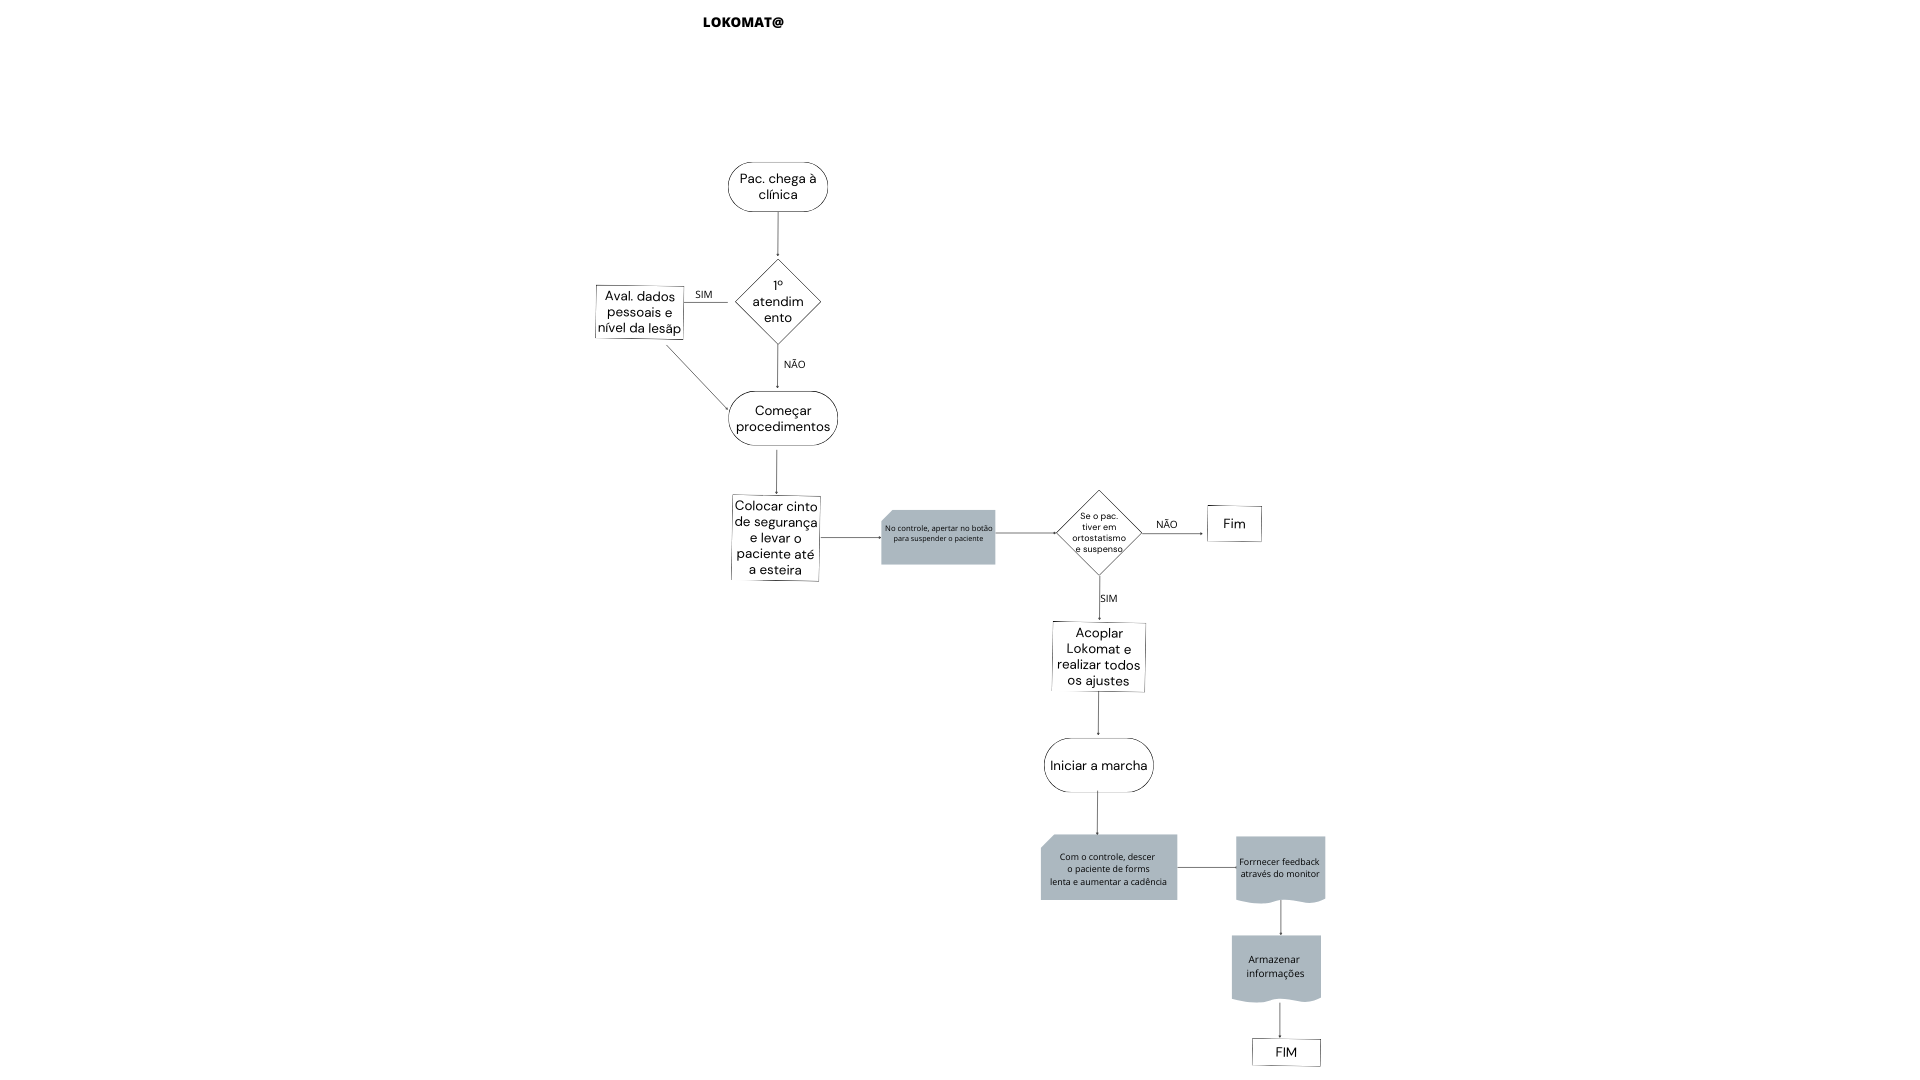 LOKOMAT@
Pac. chega à
clínica
1º
atendim
ento
SIM
Aval. dados
pessoais e
nível da lesãp
NÃO
Começar
procedimentos
Colocar cinto
de segurança
e levar o
paciente até
a esteira
No controle, apertar no botão
para suspender o paciente
Se o pac.
tiver em
ortostatismo
e suspenso
NÃO
Fim
SIM
Acoplar
Lokomat e
realizar todos
os ajustes
Iniciar a marcha
Com o controle, descer
o paciente de forms
lenta e aumentar a cadência
Forrnecer feedback
através do monitor
Armazenar
informações
FIM